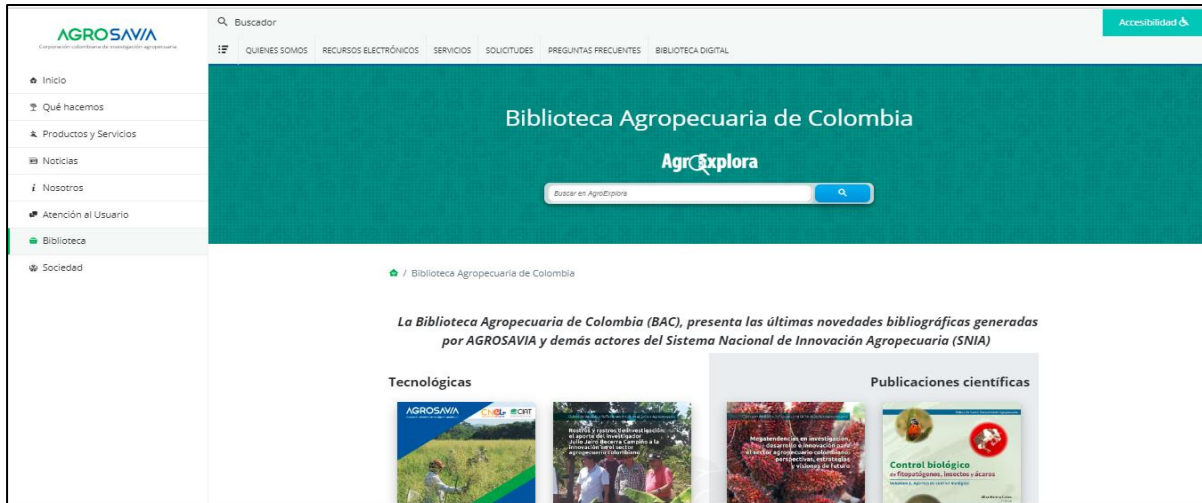 AGROSAVIA
Corporación colombiana de investigación agropecuaria
Inicio
Qué hacemos
Productos y Servicios
Noticias
Nosotros
Atención al Usuario
Biblioteca
Sociedad
Buscador
Accesibilidad
QUIENES SOMOS RECURSOS ELECTRÓNICOS SERVICIOS SOLICITUDES PREGUNTAS FRECUENTES BIBLIOTECA DIGITAL
Biblioteca Agropecuaria de Colombia
AgroExplora
Buscar en AgroExplora
/ Biblioteca Agropecuaria de Colombia
La Biblioteca Agropecuaria de Colombia (BAC), presenta las últimas novedades bibliográficas generadas
por AGROSAVIA y demás actores del Sistema Nacional de Innovación Agropecuaria (SNIA)
Tecnológicas
Publicaciones científicas
AGROSAVIA
CIAT
Rostros y rastros de investigación:
el aporte del investigador
Julio Jairo Becerra Campiño a la
innovación en el sector
agropecuario colombiano
Megatendencias en investigación,
desarrollo e innovación para
el sector agropecuario colombiano:
perspectivas, estrategias
y visiones de futuro
Control biológico
de fitopatógenos, insectos y ácaros